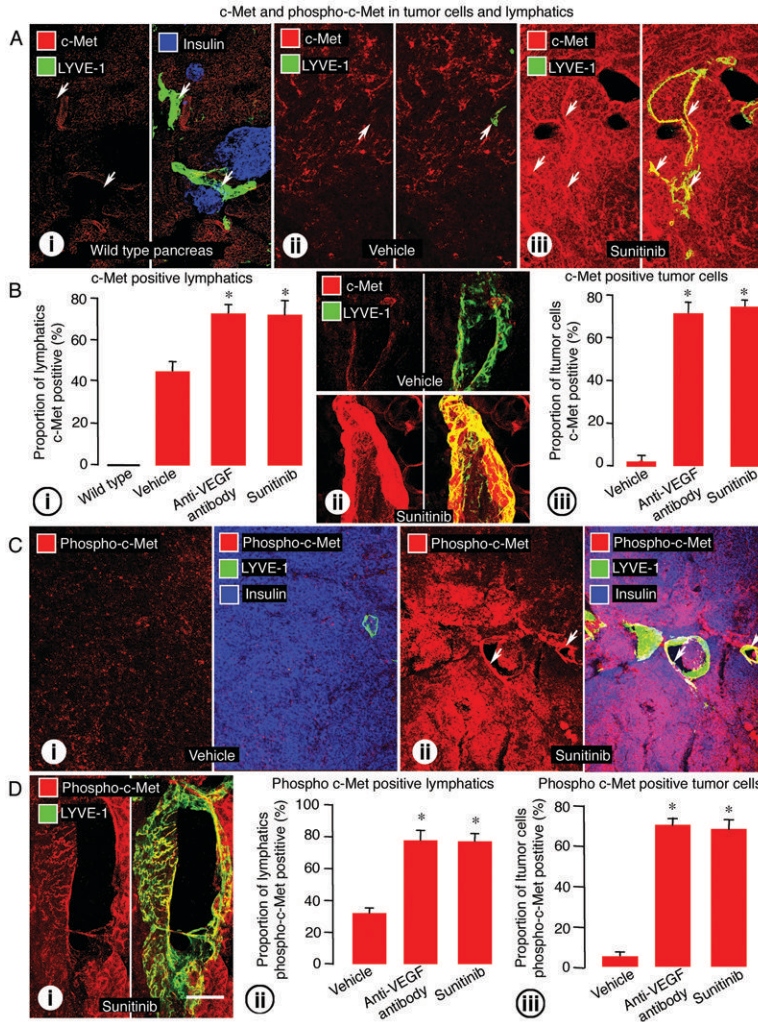 c-Met and phospho-c-Met in tumor cells and lymphatics
A
c-Met
LYVE-1
Insulin
i
Wild type pancreas
c-Met
LYVE-1
ii
Vehicle
c-Met
LYVE-1
iii
Sunitinib
B
c-Met positive lymphatics
Proportion of lymphatics
c-Met postitive (%)
80
60
40
20
0
*
*
Wild type
Vehicle
Anti-VEGF
antibody
Sunitinib
i
c-Met
LYVE-1
Vehicle
ii
Sunitinib
c-Met positive tumor cells
Proportion of ltumor cells
c-Met postitive (%)
80
60
40
20
0
*
*
Vehicle
Anti-VEGF
antibody
Sunitinib
iii
C
Phospho-c-Met
Phospho-c-Met
LYVE-1
Insulin
i
Vehicle
Phospho-c-Met
Phospho-c-Met
LYVE-1
Insulin
ii
Sunitinib
D
Phospho-c-Met
LYVE-1
i
Sunitinib
Phospho c-Met positive lymphatics
Proportion of lymphatics
phospho-c-Met postitive (%)
100
80
60
40
20
0
*
*
Vehicle
Anti-VEGF
antibody
Sunitinib
ii
Phospho c-Met positive tumor cells
Proportion of ltumor cells
phospho-c-Met postitive (%)
80
60
40
20
0
*
*
Vehicle
Anti-VEGF
antibody
Sunitinib
iii